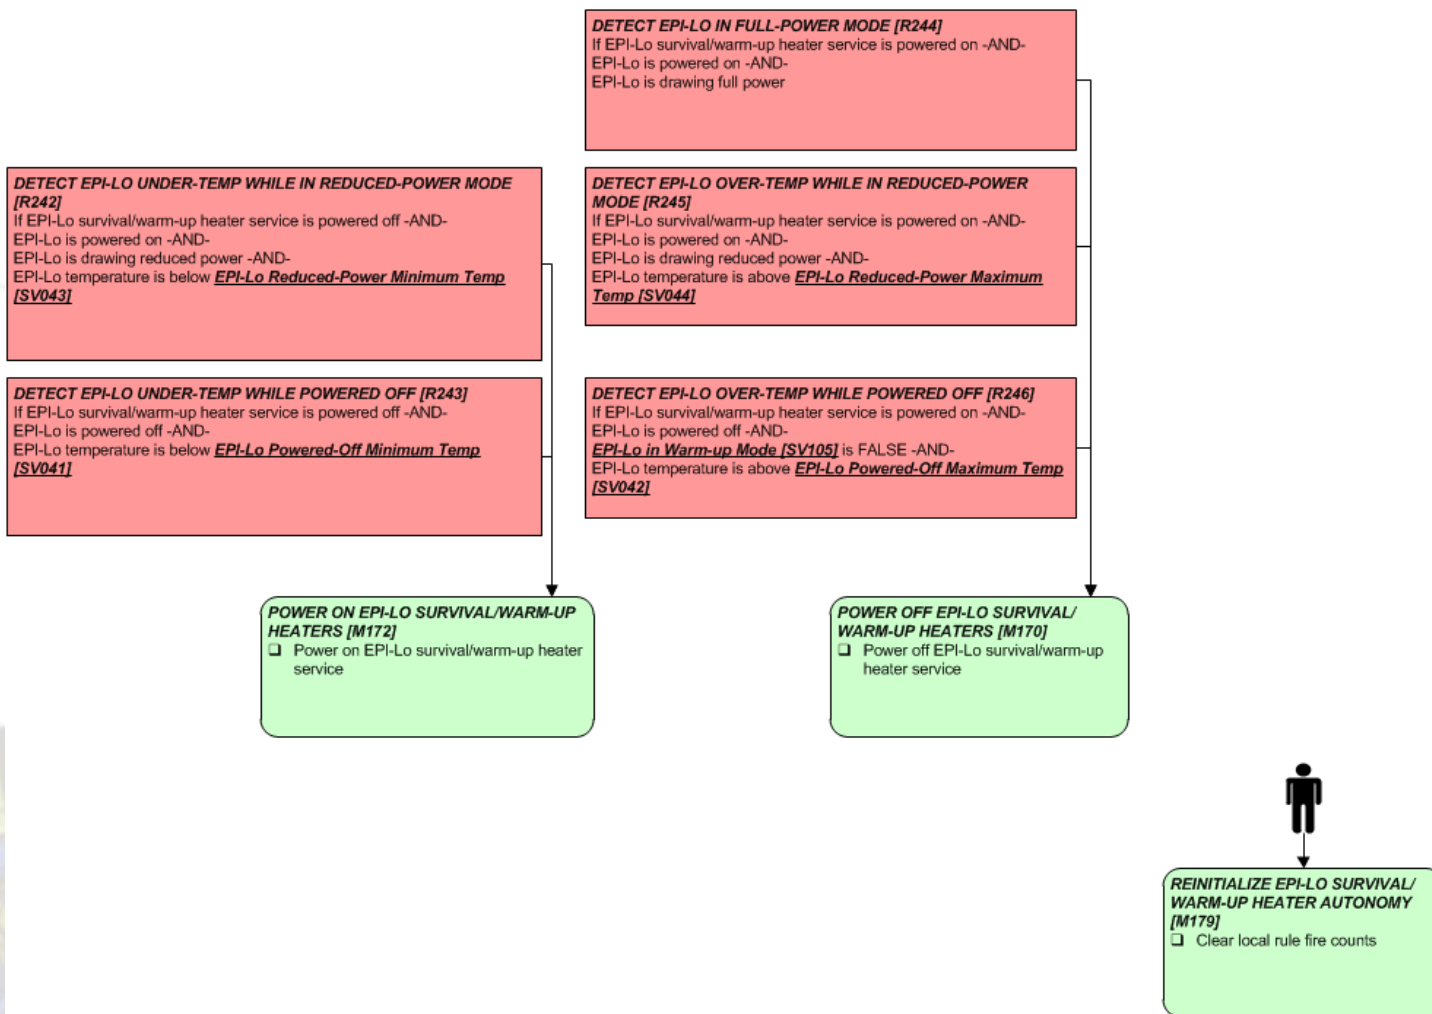 DETECT EPI-LO IN FULL-POWER MODE [R244]
If EPI-Lo survival/warm-up heater service is powered on -AND-
EPI-Lo is powered on -AND-
EPI-Lo is drawing full power
DETECT EPI-LO UNDER-TEMP WHILE IN REDUCED-POWER MODE
[R242]
If EPI-Lo survival/warm-up heater service is powered off -AND-
EPI-Lo is powered on -AND-
EPI-Lo is drawing reduced power -AND-
EPI-Lo temperature is below EPI-Lo Reduced-Power Minimum Temp
[SV043]
DETECT EPI-LO OVER-TEMP WHILE IN REDUCED-POWER
MODE [R245]
If EPI-Lo survival/warm-up heater service is powered on -AND-
EPI-Lo is powered on -AND-
EPI-Lo is drawing reduced power -AND-
EPI-Lo temperature is above EPI-Lo Reduced-Power Maximum
Temp [SV044]
DETECT EPI-LO UNDER-TEMP WHILE POWERED OFF [R243]
If EPI-Lo survival/warm-up heater service is powered off -AND-
EPI-Lo is powered off -AND-
EPI-Lo temperature is below EPI-Lo Powered-Off Minimum Temp
[SV041]
DETECT EPI-LO OVER-TEMP WHILE POWERED OFF [R246]
If EPI-Lo survival/warm-up heater service is powered on -AND-
EPI-Lo is powered off -AND-
EPI-Lo in Warm-up Mode [SV105] is FALSE -AND-
EPI-Lo temperature is above EPI-Lo Powered-Off Maximum Temp
[SV042]
POWER ON EPI-LO SURVIVAL/WARM-UP
HEATERS [M172]
❑ Power on EPI-Lo survival/warm-up heater
service
POWER OFF EPI-LO SURVIVAL/
WARM-UP HEATERS [M170]
❑ Power off EPI-Lo survival/warm-up
heater service
REINITIALIZE EPI-LO SURVIVAL/
WARM-UP HEATER AUTONOMY
[M179]
❑ Clear local rule fire counts